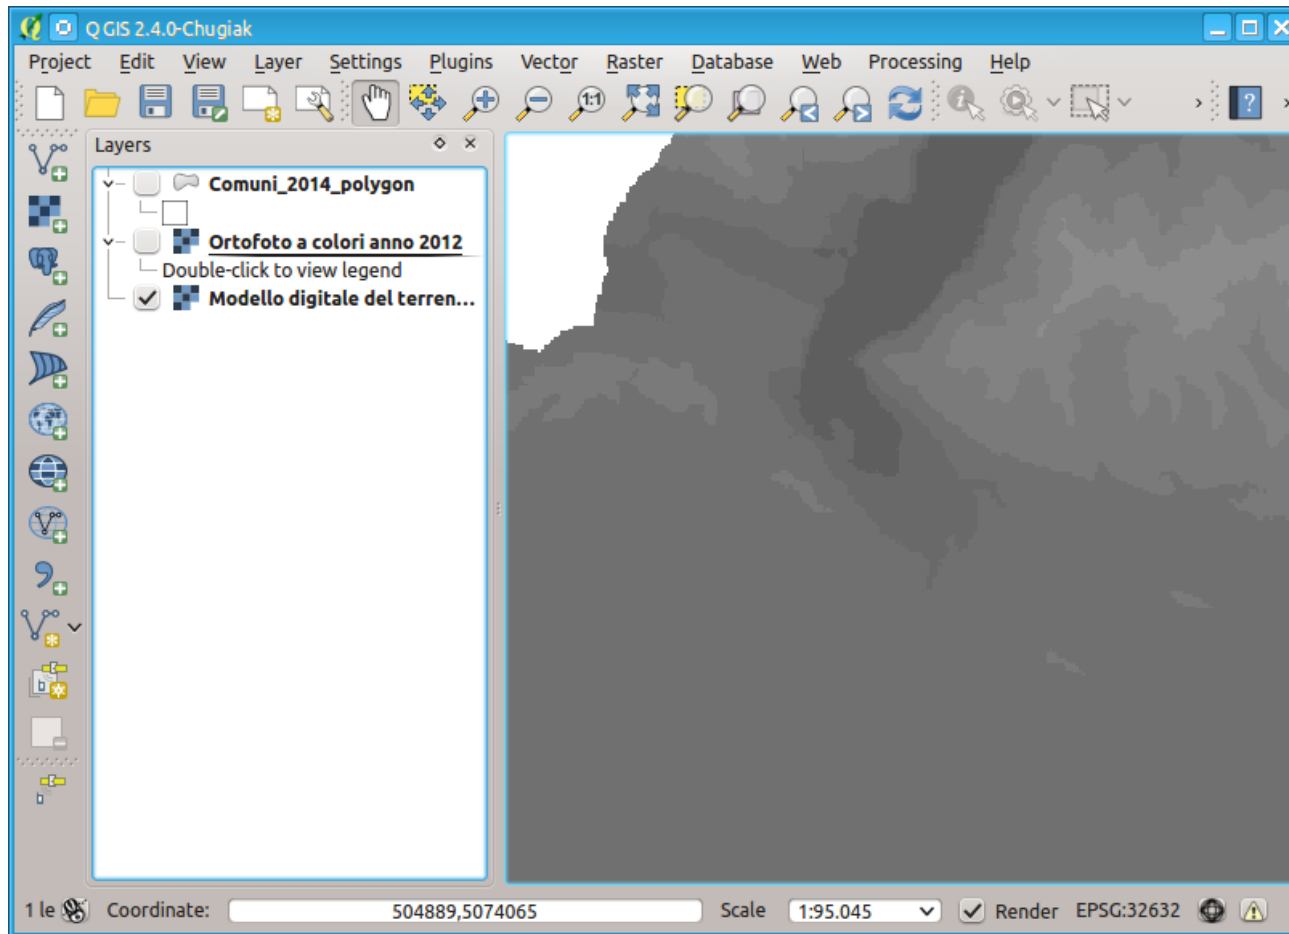 QGIS 2.4.0-Chugiak
Project Edit View Layer Settings Plugins Vector Raster Database Web Processing Help
1:1
?
Layers
Comuni_2014_polygon
Ortofoto a colori anno 2012
Double-click to view legend
Modello digitale del terren...
1 le Coordinate: 504889,5074065 Scale 1:95.045 Render EPSG:32632